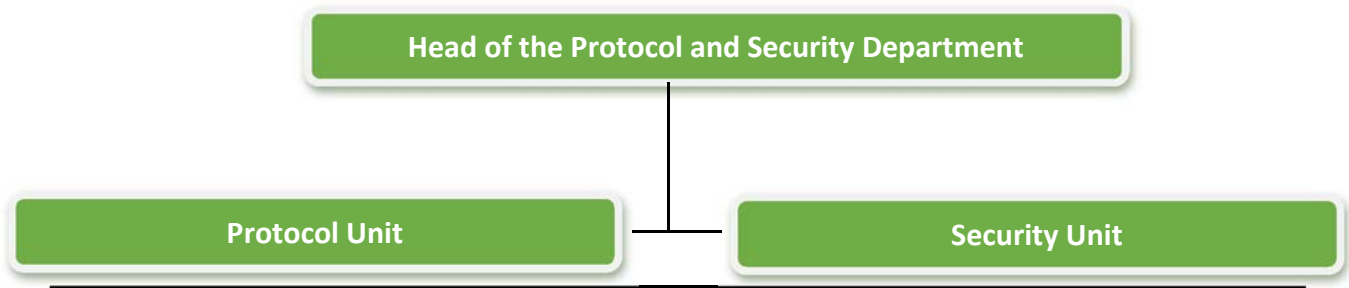 Head of the Protocol and Security Department
Protocol Unit
Security Unit